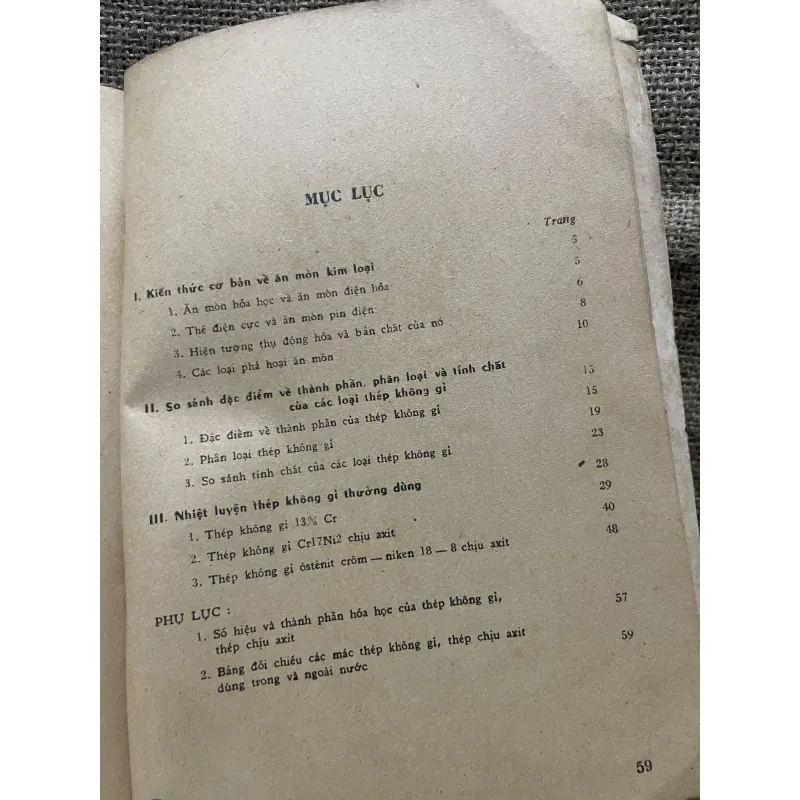 MỤC LỤC
Trang
I. Kiến thức cơ bản về ăn mòn kim loại 5
1. Ăn mòn hóa học và ăn mòn điện hóa 5
2. Thế điện cực và ăn mòn pin điện 6
3. Hiện tượng thụ động hóa và bản chất của nó 8
4. Các loại phá hoại ăn mòn 10
II. So sánh đặc điểm về thành phần, phân loại và tính chất
của các loại thép không gỉ 15
1. Đặc điểm về thành phần của thép không gỉ 15
2. Phân loại thép không gỉ 19
3. So sánh tính chất của các loại thép không gỉ 23
III. Nhiệt luyện thép không gỉ thường dùng 28
1. Thép không gỉ 13% Cr 29
2. Thép không gỉ Cr17Ni2 chịu axit 40
3. Thép không gỉ ôstênit crôm — niken 18 — 8 chịu axit 48
PHỤ LỤC :
1. Số hiệu và thành phần hóa học của thép không gỉ,
thép chịu axit 57
2. Bảng đối chiếu các mác thép không gỉ, thép chịu axit
dùng trong và ngoài nước 59
59